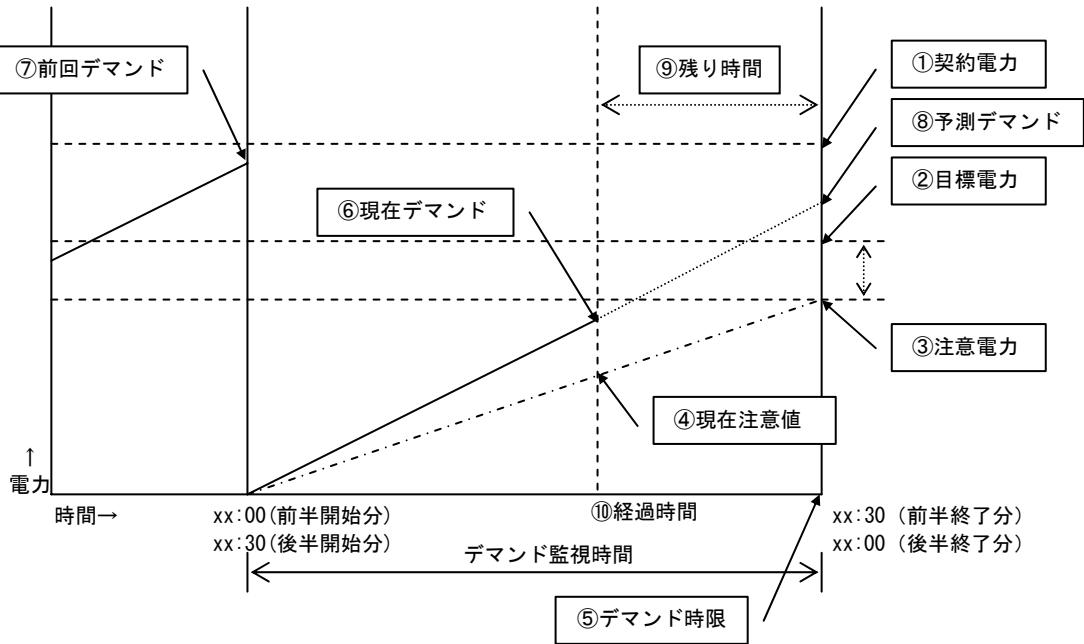 ⑦前回デマンド
⑨残り時間
①契約電力
⑧予測デマンド
②目標電力
⑥現在デマンド
③注意電力
④現在注意値
↑
電力
時間→
xx:00(前半開始分)
xx:30(後半開始分)
⑩経過時間
xx:30 (前半終了分)
xx:00 (後半終了分)
デマンド監視時間
⑤デマンド時限